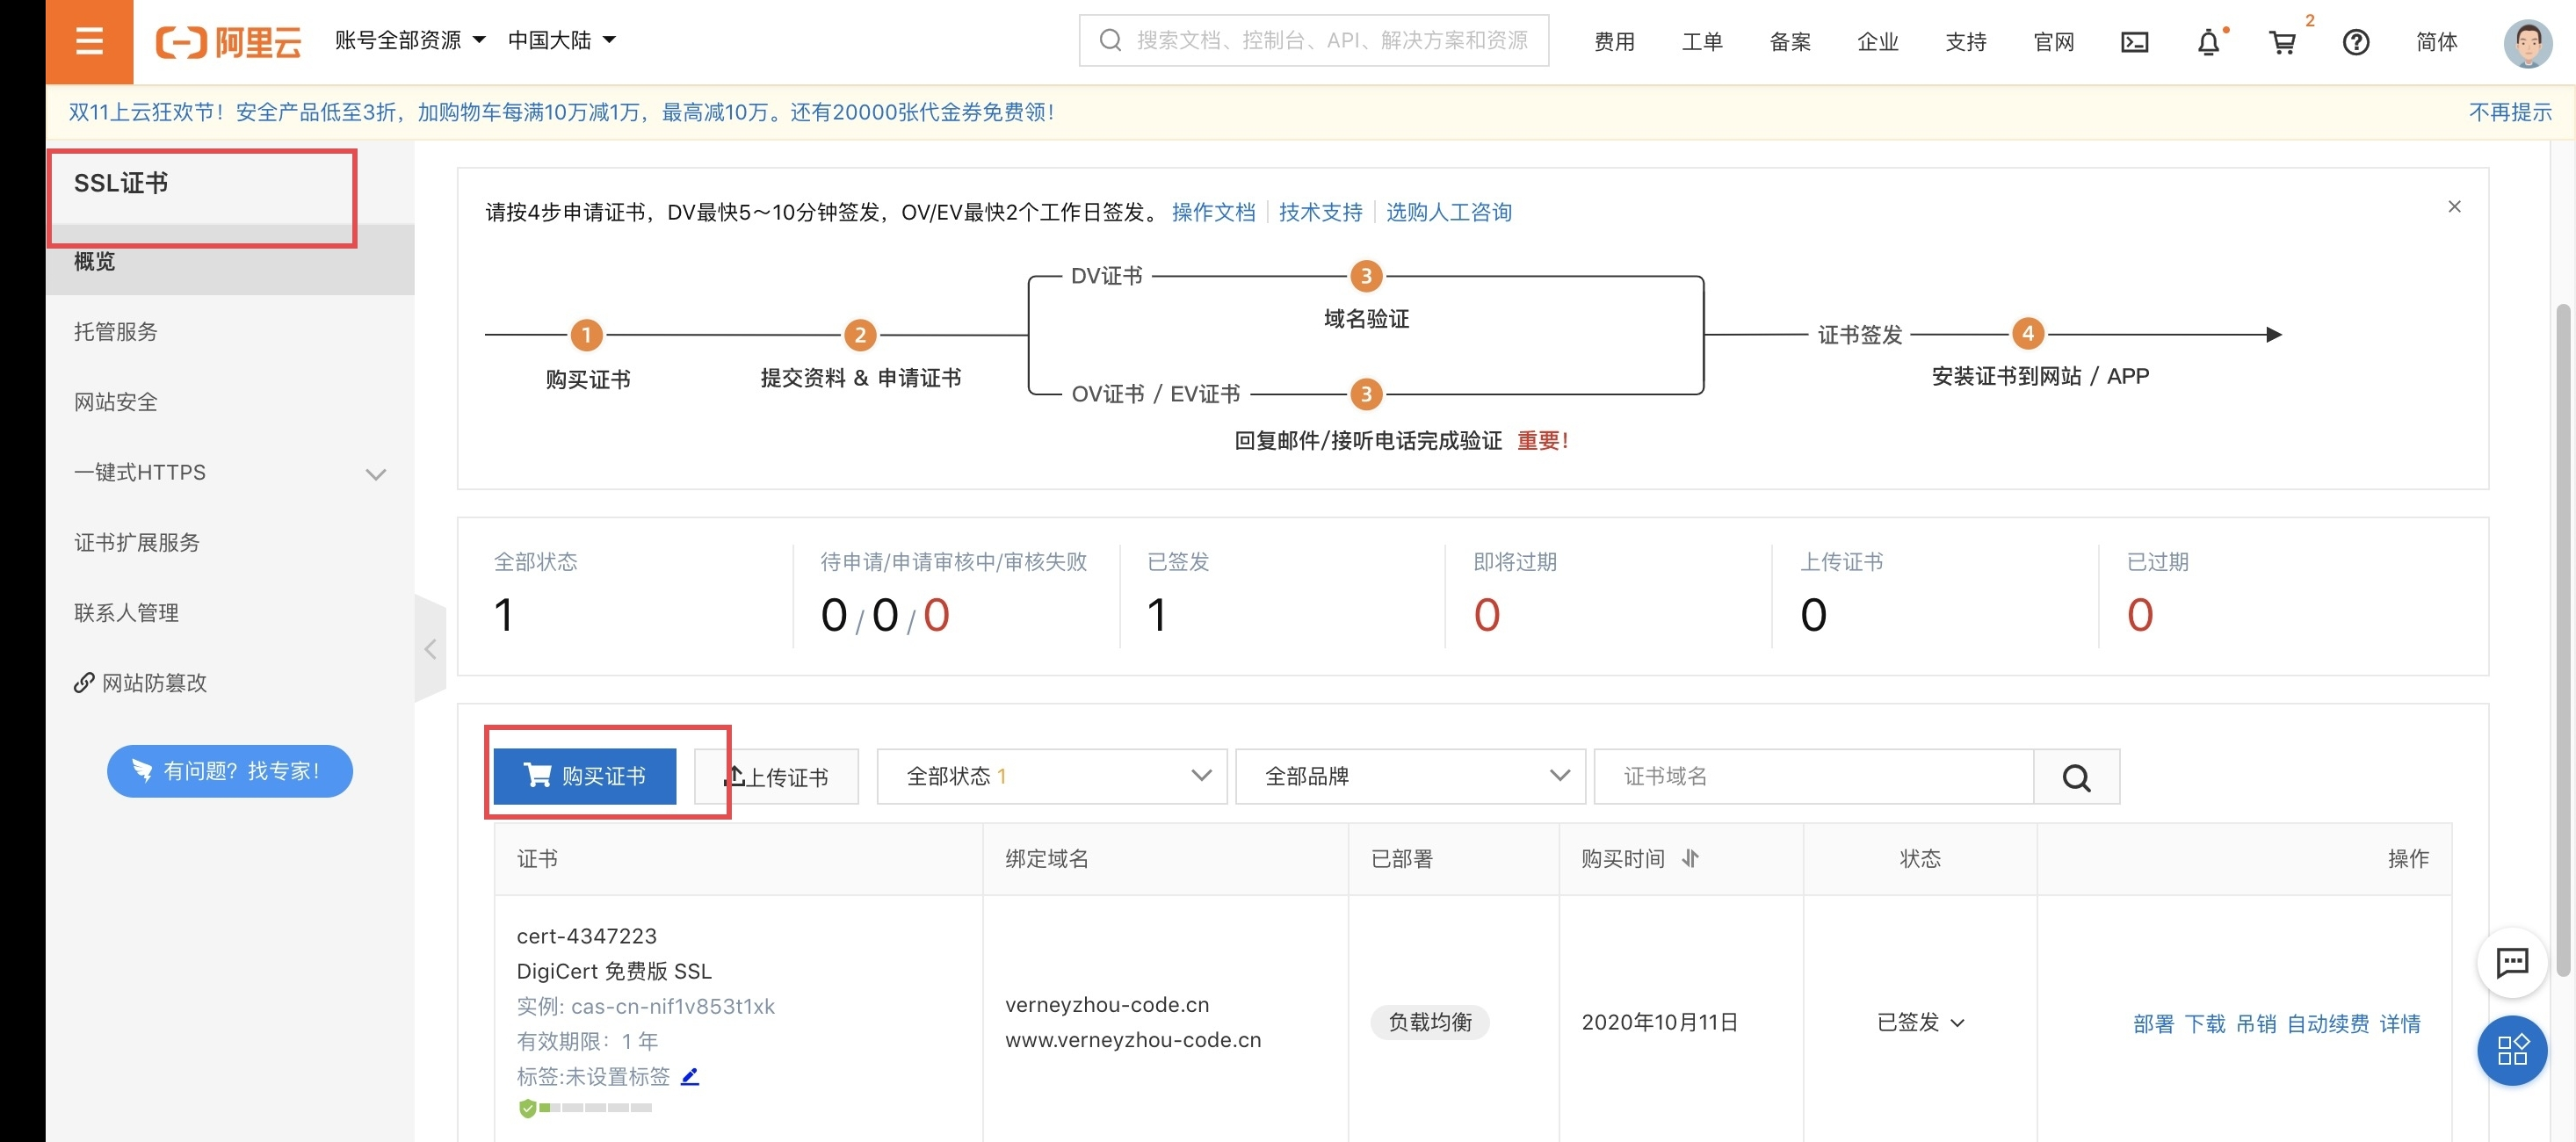 阿里云 账号全部资源 中国大陆 搜索文档、控制台、API、解决方案和资源 费用 工单 备案 企业 支持 官网 2 简体
双11上云狂欢节！安全产品低至3折，加购物车每满10万减1万，最高减10万。还有20000张代金券免费领！ 不再提示
SSL证书
概览
托管服务
网站安全
一键式HTTPS
证书扩展服务
联系人管理
网站防篡改
有问题？找专家！
请按4步申请证书，DV最快5～10分钟签发，OV/EV最快2个工作日签发。 操作文档 技术支持 选购人工咨询
DV证书 3
域名验证
1 2 证书签发 4
购买证书 提交资料 & 申请证书 安装证书到网站 / APP
OV证书 / EV证书 3
回复邮件/接听电话完成验证 重要！
全部状态 待申请/申请审核中/审核失败 已签发 即将过期 上传证书 已过期
1 0 / 0 / 0 1 0 0 0
购买证书 上传证书 全部状态 1 全部品牌 证书域名
证书 绑定域名 已部署 购买时间 状态 操作
cert-4347223
DigiCert 免费版 SSL
实例: cas-cn-nif1v853t1xk
有效期限：1 年
标签:未设置标签
verneyzhou-code.cn
www.verneyzhou-code.cn
负载均衡
2020年10月11日
已签发
部署 下载 吊销 自动续费 详情